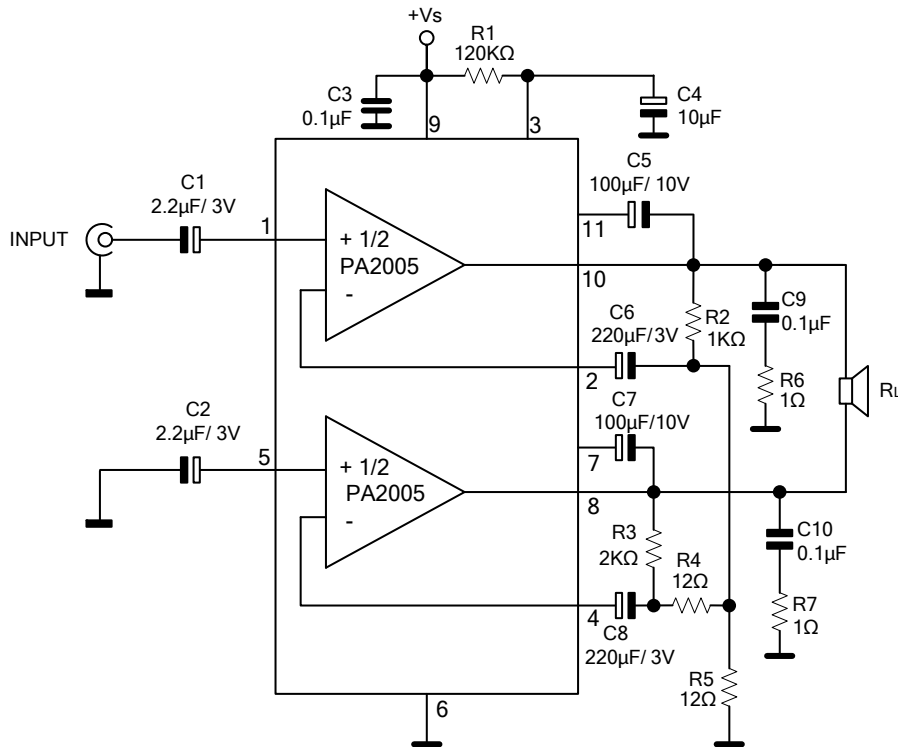 +Vs
R1
120KΩ
C3
0.1µF
C4
10µF
9
3
C5
100µF/ 10V
C1
2.2µF/ 3V
INPUT
1
11
+ 1/2
PA2005
-
10
C9
0.1µF
C6
220µF/3V
R2
1KΩ
R6
1Ω
RL
2
C7
100µF/10V
C2
2.2µF/ 3V
5
7
+ 1/2
PA2005
-
8
C10
0.1µF
R3
2KΩ
R4
12Ω
R7
1Ω
4
C8
220µF/ 3V
R5
12Ω
6